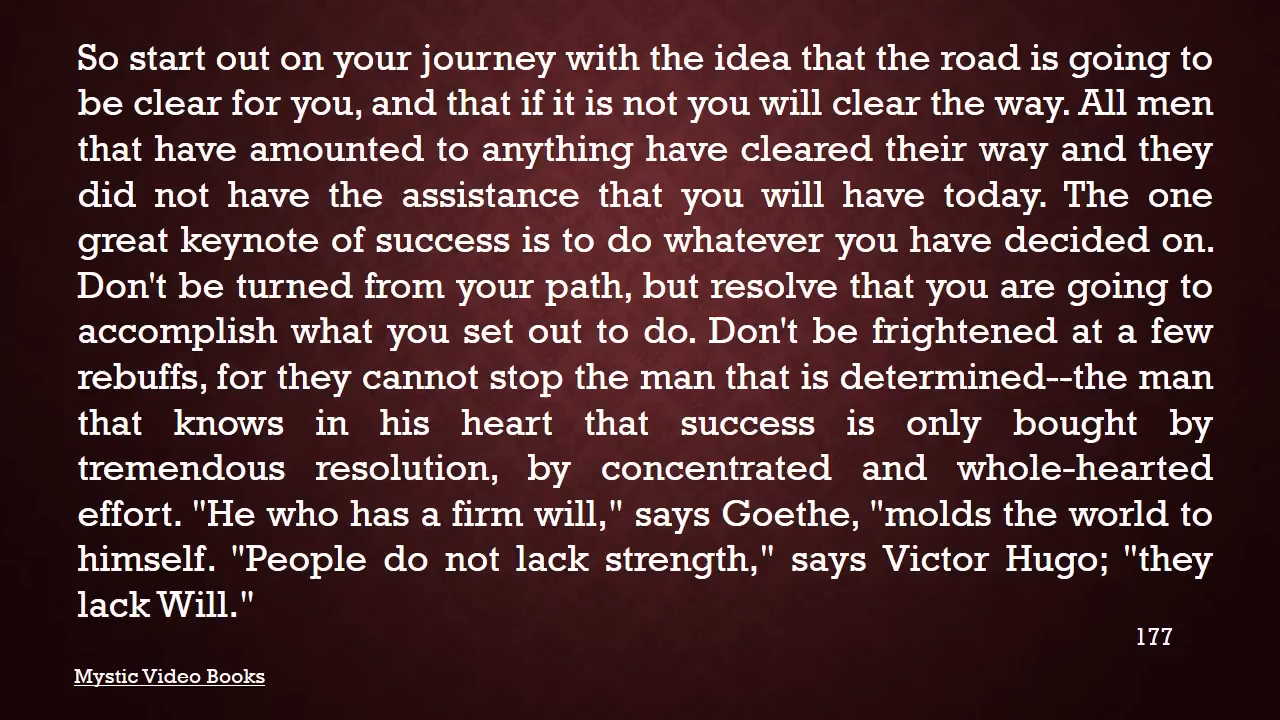 So start out on your journey with the idea that the road is going to
be clear for you, and that if it is not you will clear the way. All men
that have amounted to anything have cleared their way and they
did not have the assistance that you will have today. The one
great keynote of success is to do whatever you have decided on.
Don't be turned from your path, but resolve that you are going to
accomplish what you set out to do. Don't be frightened at a few
rebuffs, for they cannot stop the man that is determined--the man
that knows in his heart that success is only bought by
tremendous resolution, by concentrated and whole-hearted
effort. "He who has a firm will," says Goethe, "molds the world to
himself. "People do not lack strength," says Victor Hugo; "they
lack Will."
177
Mystic Video Books